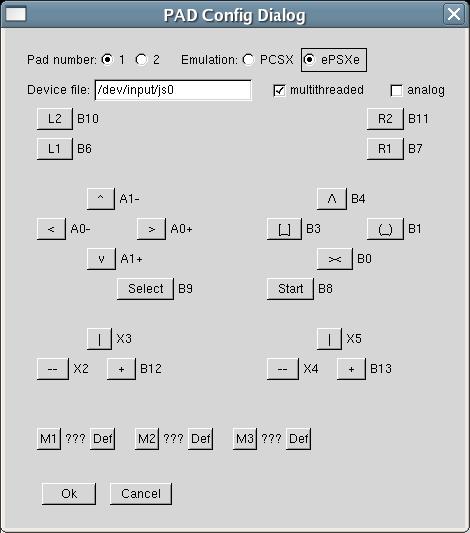 PAD Config Dialog
Pad number: 1 2 Emulation: PCSX ePSXe
Device file: /dev/input/js0 multithreaded analog
L2 B10 R2 B11
L1 B6 R1 B7
^ A1- /\ B4
< A0- > A0+ [_] B3 (_) B1
v A1+ >< B0
Select B9 Start B8
| X3 | X5
-- X2 + B12 -- X4 + B13
M1 ??? Def M2 ??? Def M3 ??? Def
Ok Cancel